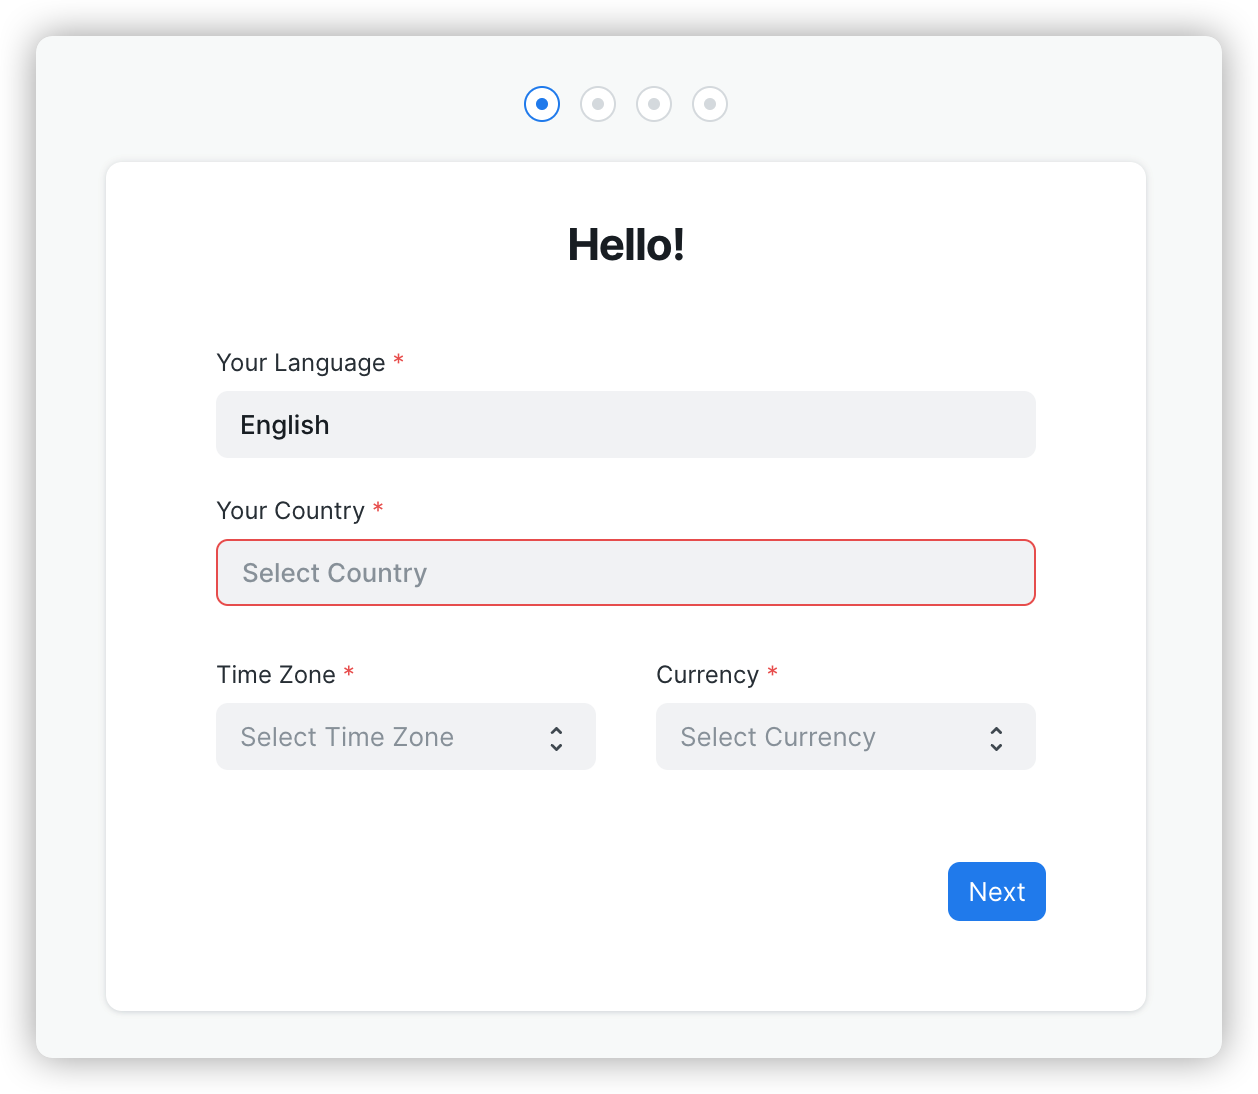 Hello!
Your Language *
English
Your Country *
Select Country
Time Zone *
Select Time Zone
Currency *
Select Currency
Next